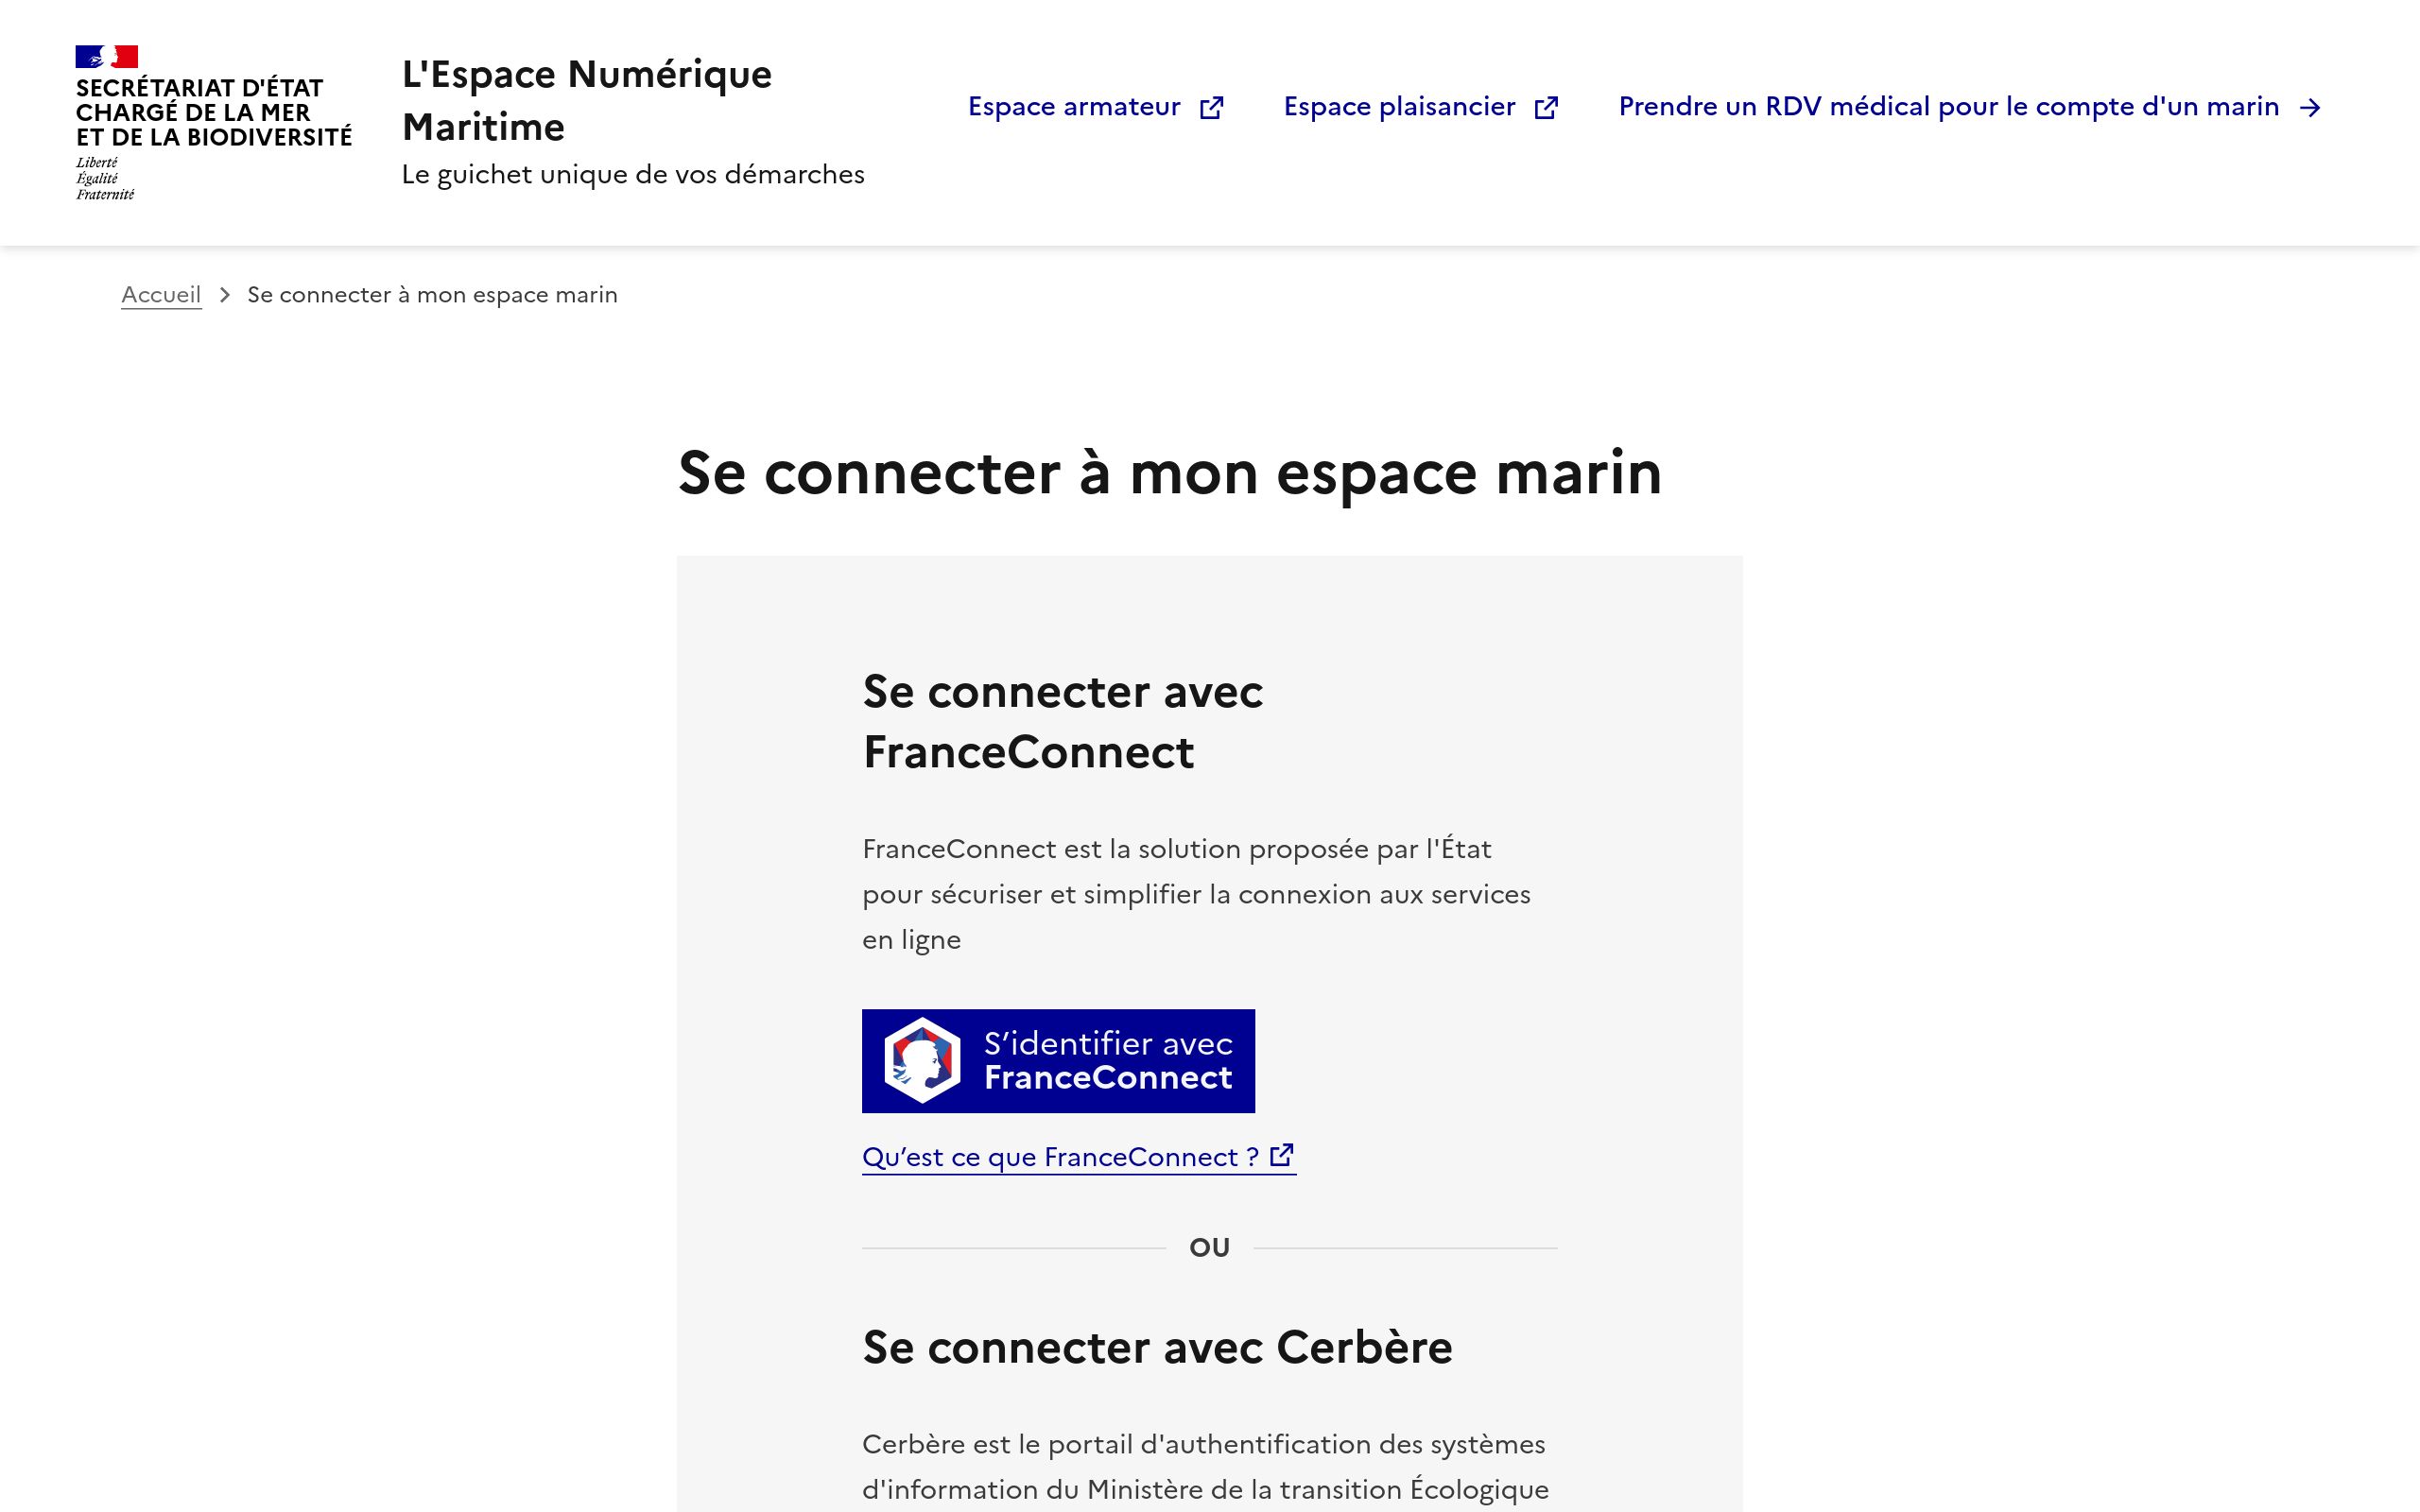 SECRÉTARIAT D'ÉTAT
CHARGÉ DE LA MER
ET DE LA BIODIVERSITÉ
Liberté
Égalité
Fraternité
L'Espace Numérique
Maritime
Le guichet unique de vos démarches
Espace armateur
Espace plaisancier
Prendre un RDV médical pour le compte d'un marin
Accueil
Se connecter à mon espace marin
Se connecter à mon espace marin
Se connecter avec
FranceConnect
FranceConnect est la solution proposée par l'État
pour sécuriser et simplifier la connexion aux services
en ligne
S’identifier avec
FranceConnect
Qu’est ce que FranceConnect ?
OU
Se connecter avec Cerbère
Cerbère est le portail d'authentification des systèmes
d'information du Ministère de la transition Écologique